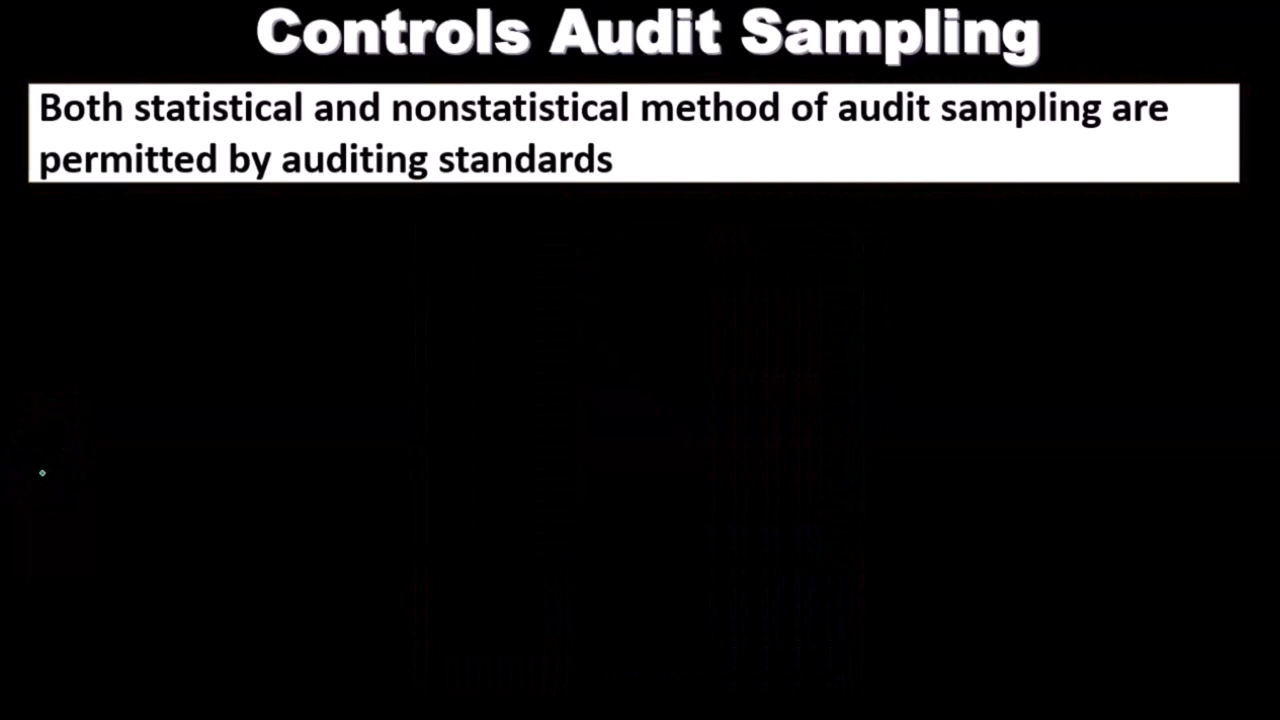 Controls Audit Sampling
Both statistical and nonstatistical method of audit sampling are
permitted by auditing standards